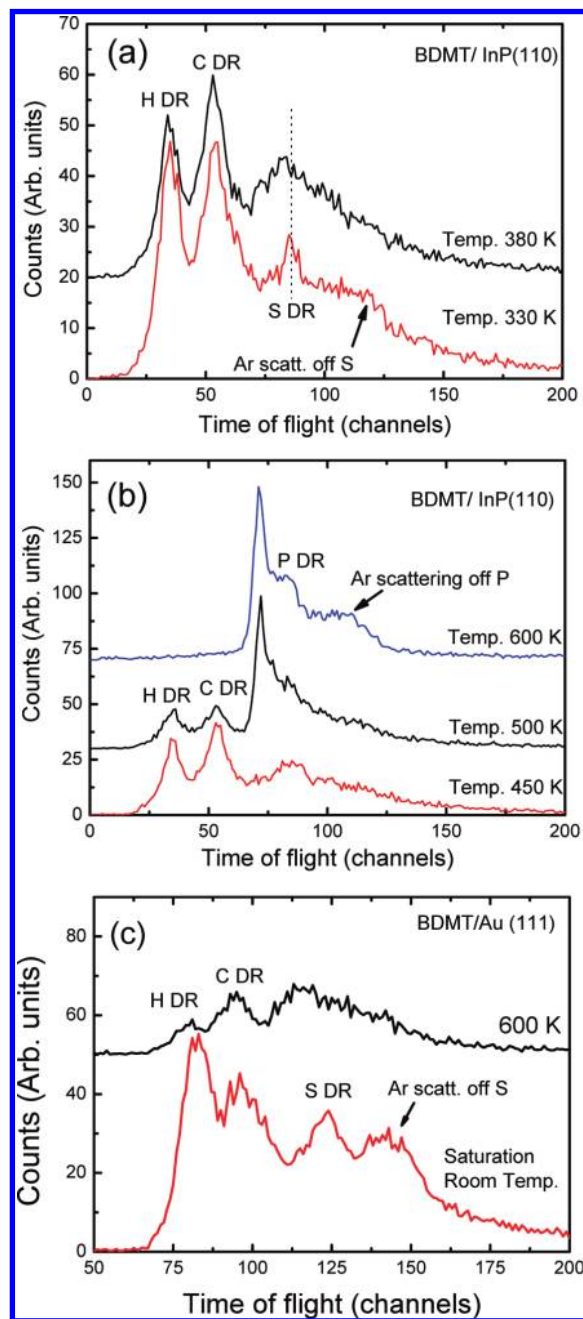 70
(a)
C DR
BDMT/ InP(110)
60
H DR
50
40
30
Temp. 380 K
20
S DR
Temp. 330 K
10
Ar scatt. off S
0
Counts (Arb. units)
0 50 100 150 200
Time of flight (channels)
150
(b)
BDMT/ InP(110)
125
P DR
Ar scattering off P
100
75
Temp. 600 K
H DR C DR
50
Temp. 500 K
25
Temp. 450 K
0
Counts (Arb. units)
0 50 100 150 200
Time of flight (channels)
(c)
BDMT/Au (111)
80
C DR
H DR
600 K
60
40
S DR
Ar scatt. off S
20
Saturation
Room Temp.
0
Counts (Arb. units)
50 75 100 125 150 175 200
Time of flight (channels)